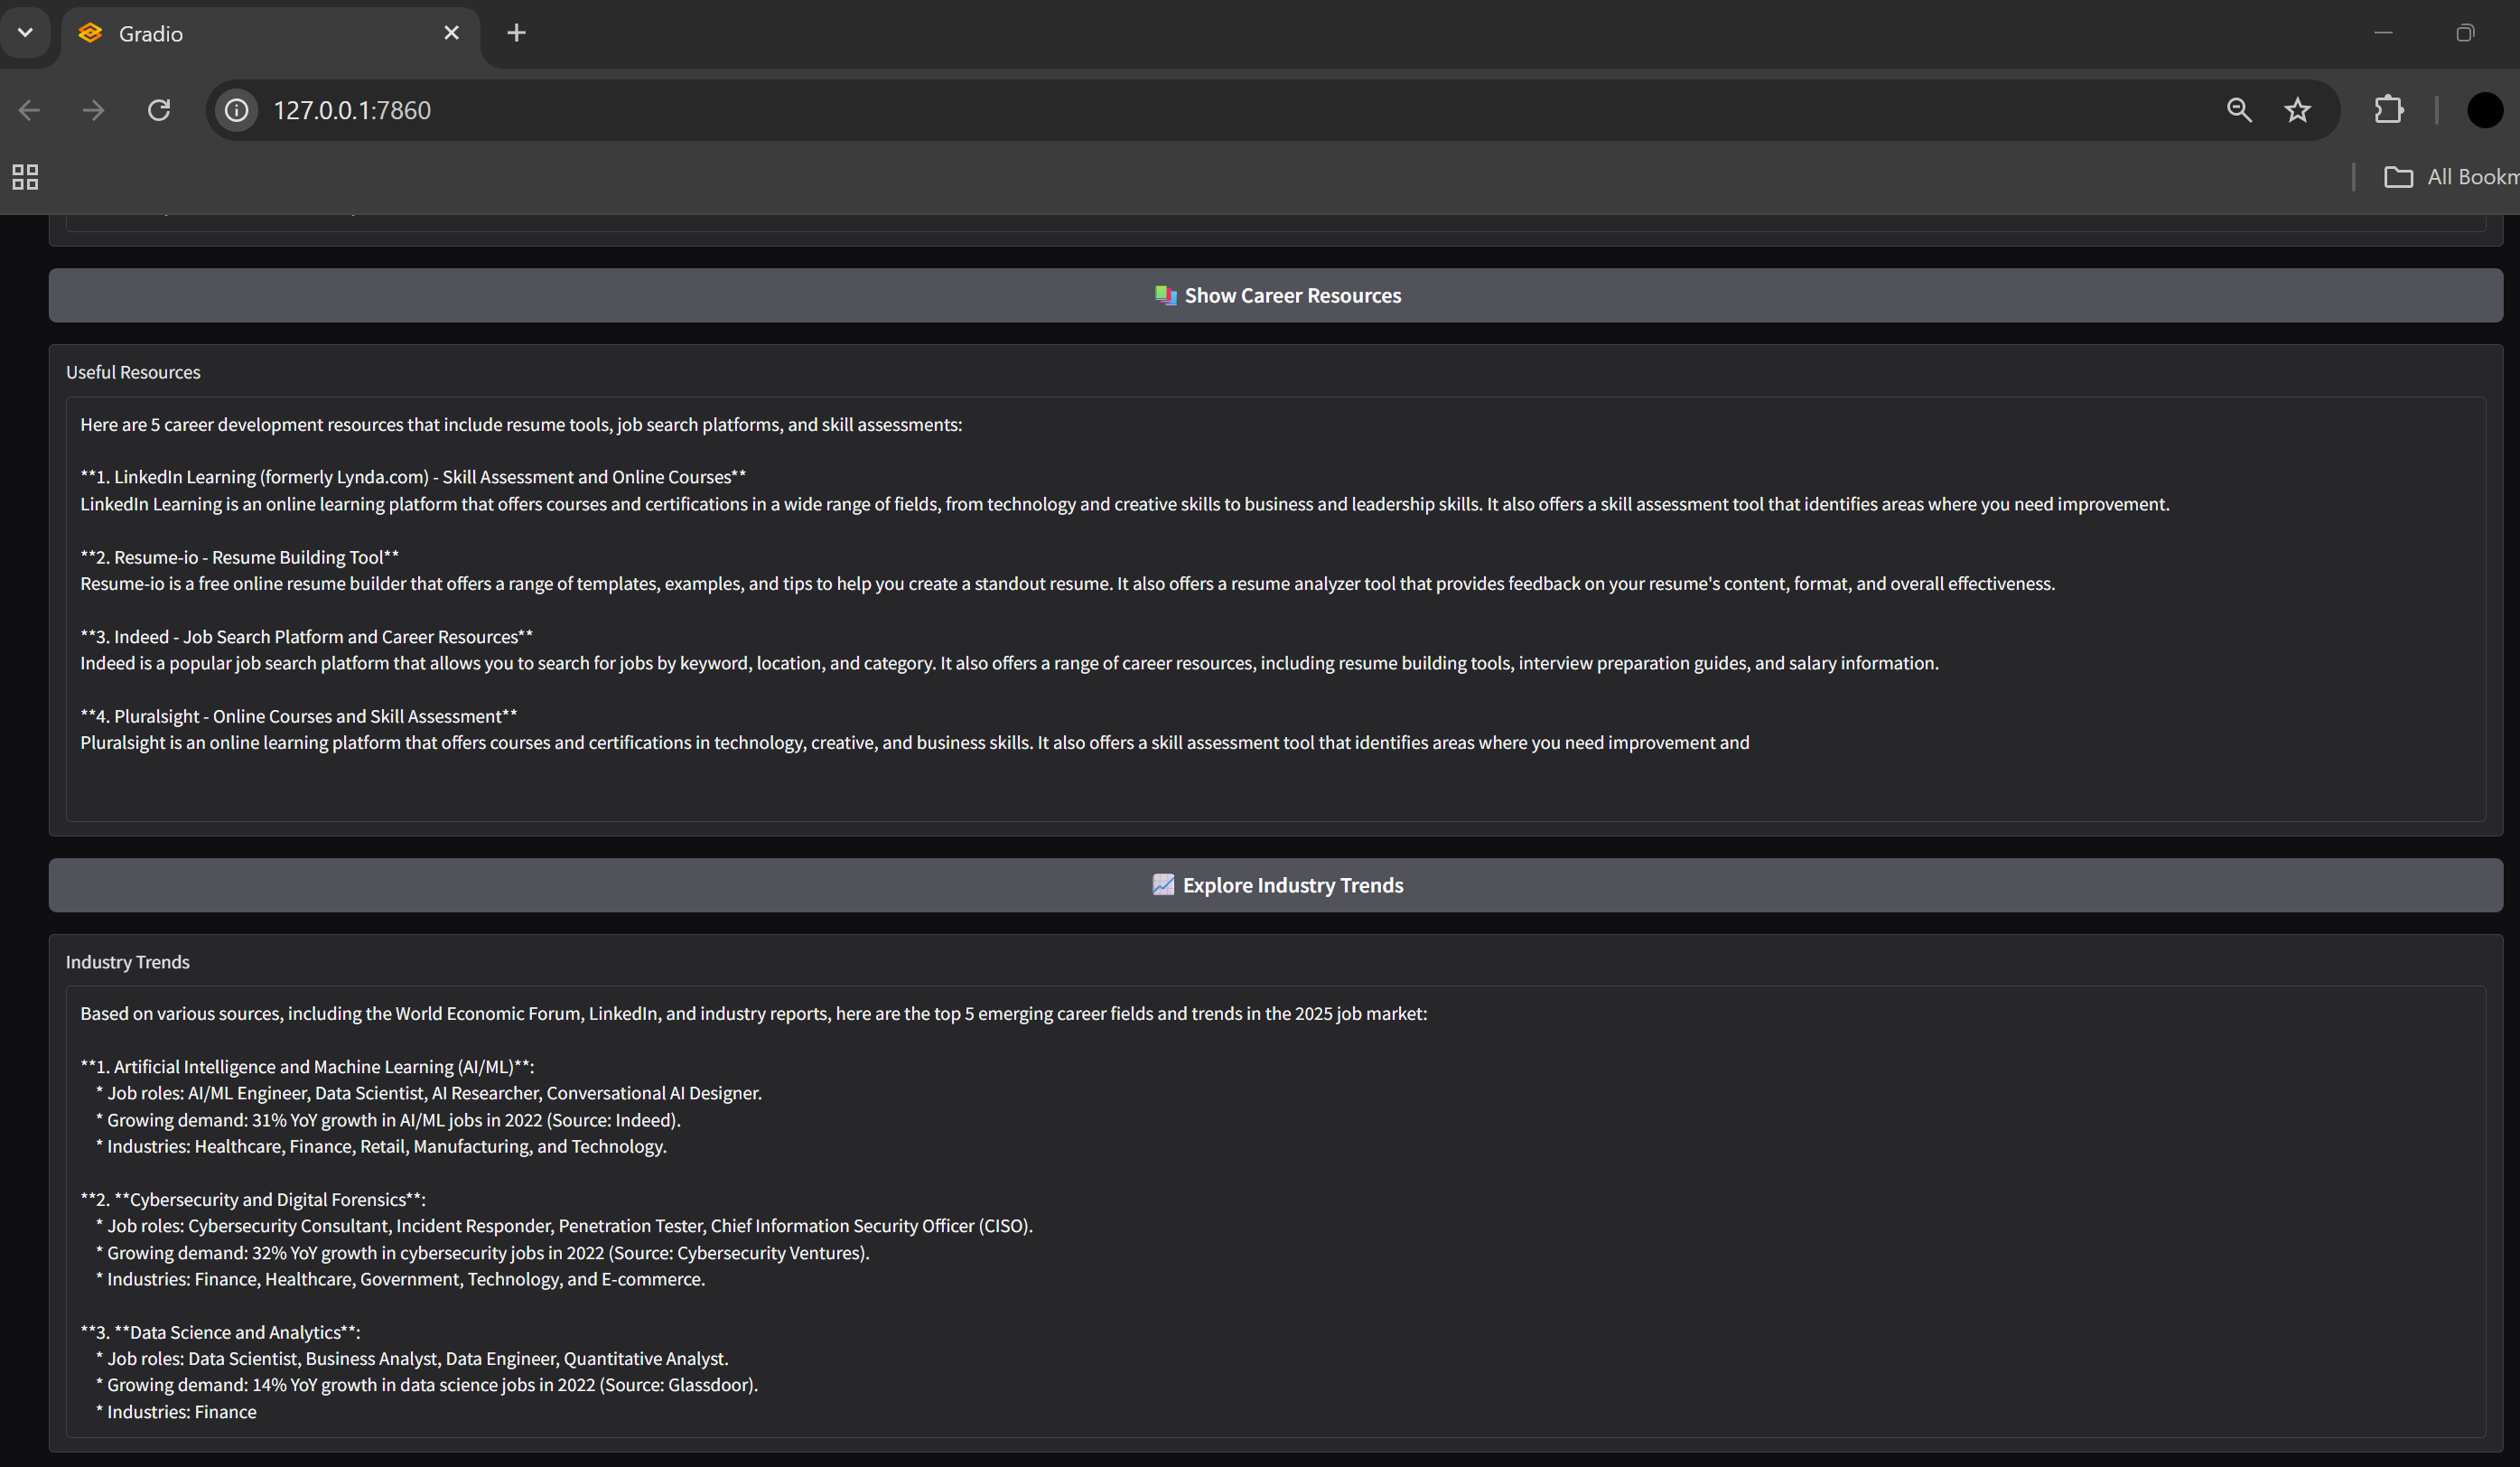 Gradio
127.0.0.1:7860
All Bookm
Show Career Resources
Useful Resources
Here are 5 career development resources that include resume tools, job search platforms, and skill assessments:
**1. LinkedIn Learning (formerly Lynda.com) - Skill Assessment and Online Courses**
LinkedIn Learning is an online learning platform that offers courses and certifications in a wide range of fields, from technology and creative skills to business and leadership skills. It also offers a skill assessment tool that identifies areas where you need improvement.
**2. Resume-io - Resume Building Tool**
Resume-io is a free online resume builder that offers a range of templates, examples, and tips to help you create a standout resume. It also offers a resume analyzer tool that provides feedback on your resume's content, format, and overall effectiveness.
**3. Indeed - Job Search Platform and Career Resources**
Indeed is a popular job search platform that allows you to search for jobs by keyword, location, and category. It also offers a range of career resources, including resume building tools, interview preparation guides, and salary information.
**4. Pluralsight - Online Courses and Skill Assessment**
Pluralsight is an online learning platform that offers courses and certifications in technology, creative, and business skills. It also offers a skill assessment tool that identifies areas where you need improvement and
Explore Industry Trends
Industry Trends
Based on various sources, including the World Economic Forum, LinkedIn, and industry reports, here are the top 5 emerging career fields and trends in the 2025 job market:
**1. Artificial Intelligence and Machine Learning (AI/ML)**:
* Job roles: AI/ML Engineer, Data Scientist, AI Researcher, Conversational AI Designer.
* Growing demand: 31% YoY growth in AI/ML jobs in 2022 (Source: Indeed).
* Industries: Healthcare, Finance, Retail, Manufacturing, and Technology.
**2. **Cybersecurity and Digital Forensics**:
* Job roles: Cybersecurity Consultant, Incident Responder, Penetration Tester, Chief Information Security Officer (CISO).
* Growing demand: 32% YoY growth in cybersecurity jobs in 2022 (Source: Cybersecurity Ventures).
* Industries: Finance, Healthcare, Government, Technology, and E-commerce.
**3. **Data Science and Analytics**:
* Job roles: Data Scientist, Business Analyst, Data Engineer, Quantitative Analyst.
* Growing demand: 14% YoY growth in data science jobs in 2022 (Source: Glassdoor).
* Industries: Finance